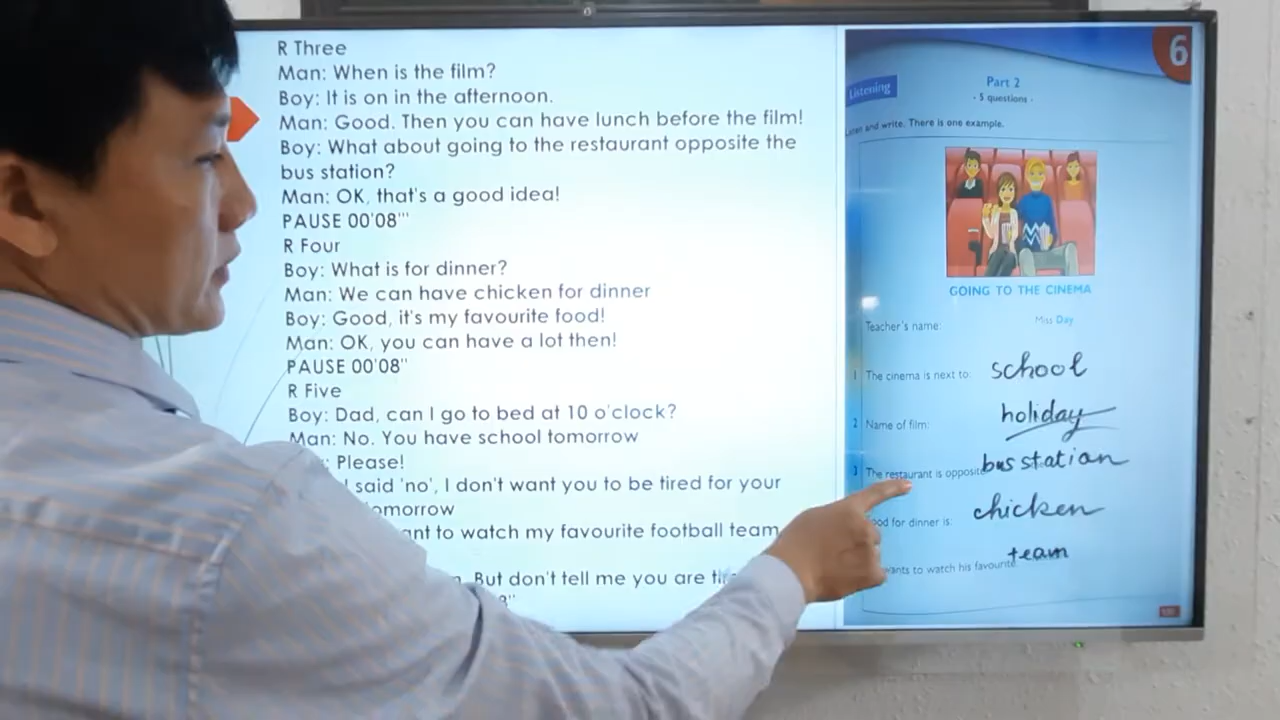 R Three
Man: When is the film?
Boy: It is on in the afternoon.
Man: Good. Then you can have lunch before the film!
Boy: What about going to the restaurant opposite the
bus station?
Man: OK, that's a good idea!
PAUSE 00'08'''
R Four
Boy: What is for dinner?
Man: We can have chicken for dinner
Boy: Good, it's my favourite food!
Man: OK, you can have a lot then!
PAUSE 00'08"
R Five
Boy: Dad, can I go to bed at 10 o'clock?
Man: No. You have school tomorrow
: Please!
I said 'no', I don't want you to be tired for your
to watch my favourite football team
But don't tell me you are
6
Listening
Part 2
- 5 questions -
and write. There is one example.
GOING TO THE CINEMA
Teacher's name: Miss Day
1 The cinema is next to: school
2 Name of film: holiday
3 The restaurant is opposite bus station
for dinner is: chicken
to watch his favourite team